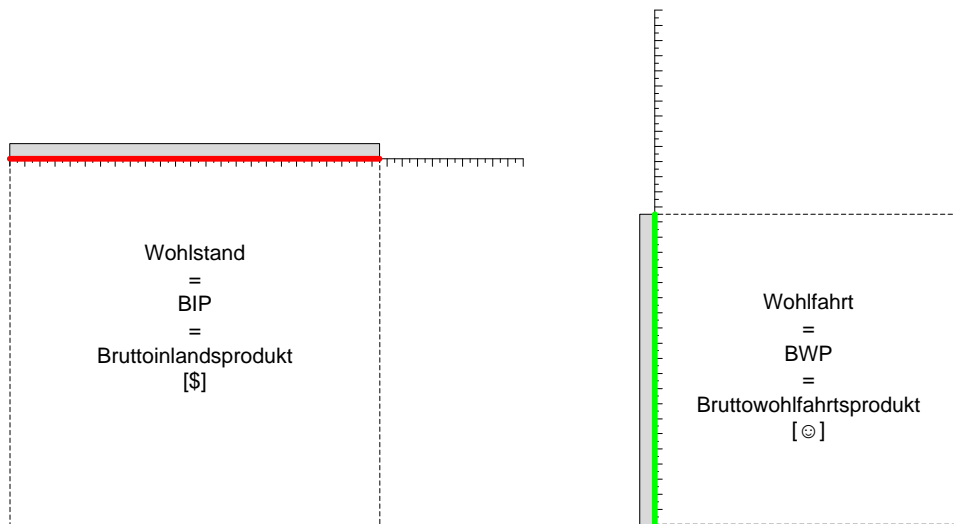 Wohlstand
=
BIP
=
Bruttoinlandsprodukt
[$]
Wohlfahrt
=
BWP
=
Bruttowohlfahrtsprodukt
[☺]